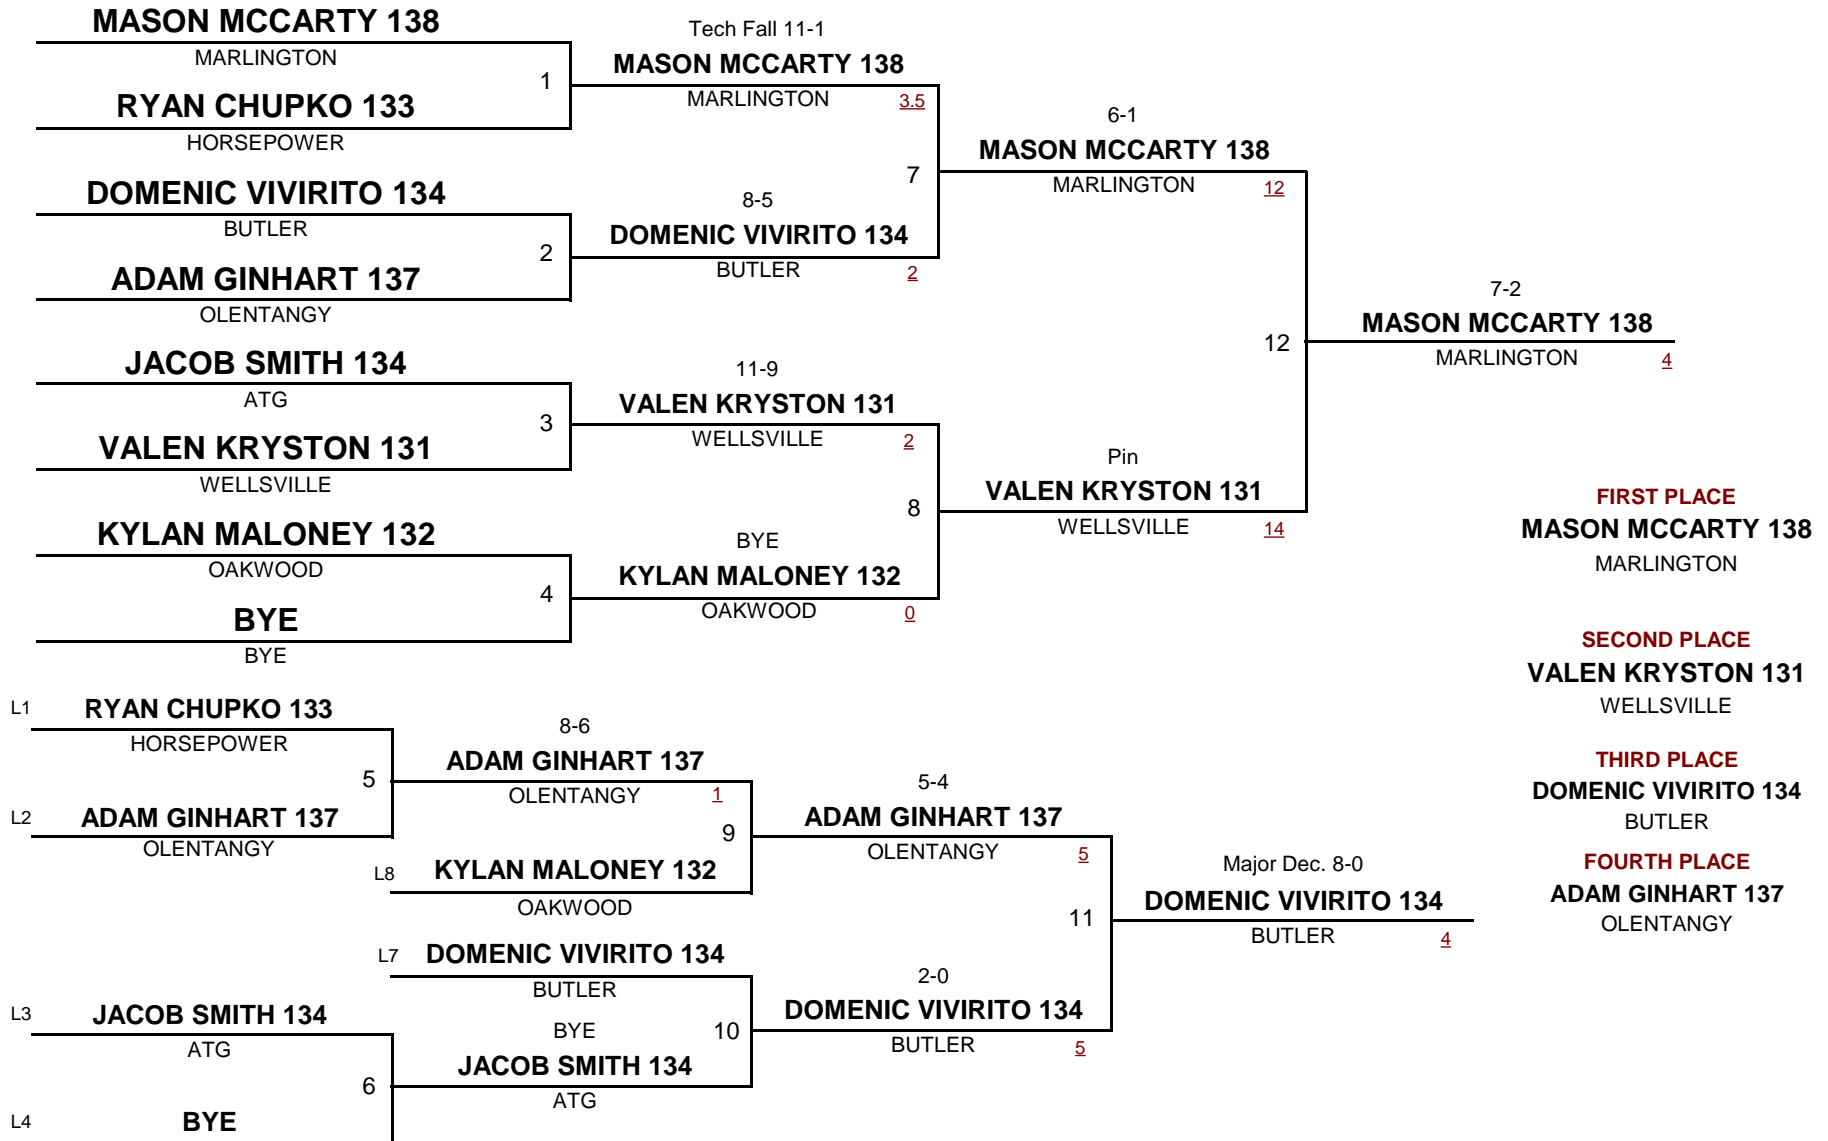 MASON MCCARTY 138
MARLINGTON
1
RYAN CHUPKO 133
HORSEPOWER
DOMENIC VIVIRITO 134
BUTLER
2
ADAM GINHART 137
OLENTANGY
JACOB SMITH 134
ATG
3
VALEN KRYSTON 131
WELLSVILLE
KYLAN MALONEY 132
OAKWOOD
4
BYE
BYE
Tech Fall 11-1
MASON MCCARTY 138
MARLINGTON 3.5
7
8-5
DOMENIC VIVIRITO 134
BUTLER 2
11-9
VALEN KRYSTON 131
WELLSVILLE 2
8
BYE
KYLAN MALONEY 132
OAKWOOD 0
6-1
MASON MCCARTY 138
MARLINGTON 12
12
Pin
VALEN KRYSTON 131
WELLSVILLE 14
7-2
MASON MCCARTY 138
MARLINGTON 4
FIRST PLACE
MASON MCCARTY 138
MARLINGTON
SECOND PLACE
VALEN KRYSTON 131
WELLSVILLE
THIRD PLACE
DOMENIC VIVIRITO 134
BUTLER
FOURTH PLACE
ADAM GINHART 137
OLENTANGY
L1 RYAN CHUPKO 133
HORSEPOWER
5
L2 ADAM GINHART 137
OLENTANGY
L3 JACOB SMITH 134
ATG
6
L4 BYE
8-6
ADAM GINHART 137
OLENTANGY 1
9
L8 KYLAN MALONEY 132
OAKWOOD
L7 DOMENIC VIVIRITO 134
BUTLER
BYE 10
JACOB SMITH 134
ATG
5-4
ADAM GINHART 137
OLENTANGY 5
11
2-0
DOMENIC VIVIRITO 134
BUTLER 5
Major Dec. 8-0
DOMENIC VIVIRITO 134
BUTLER 4